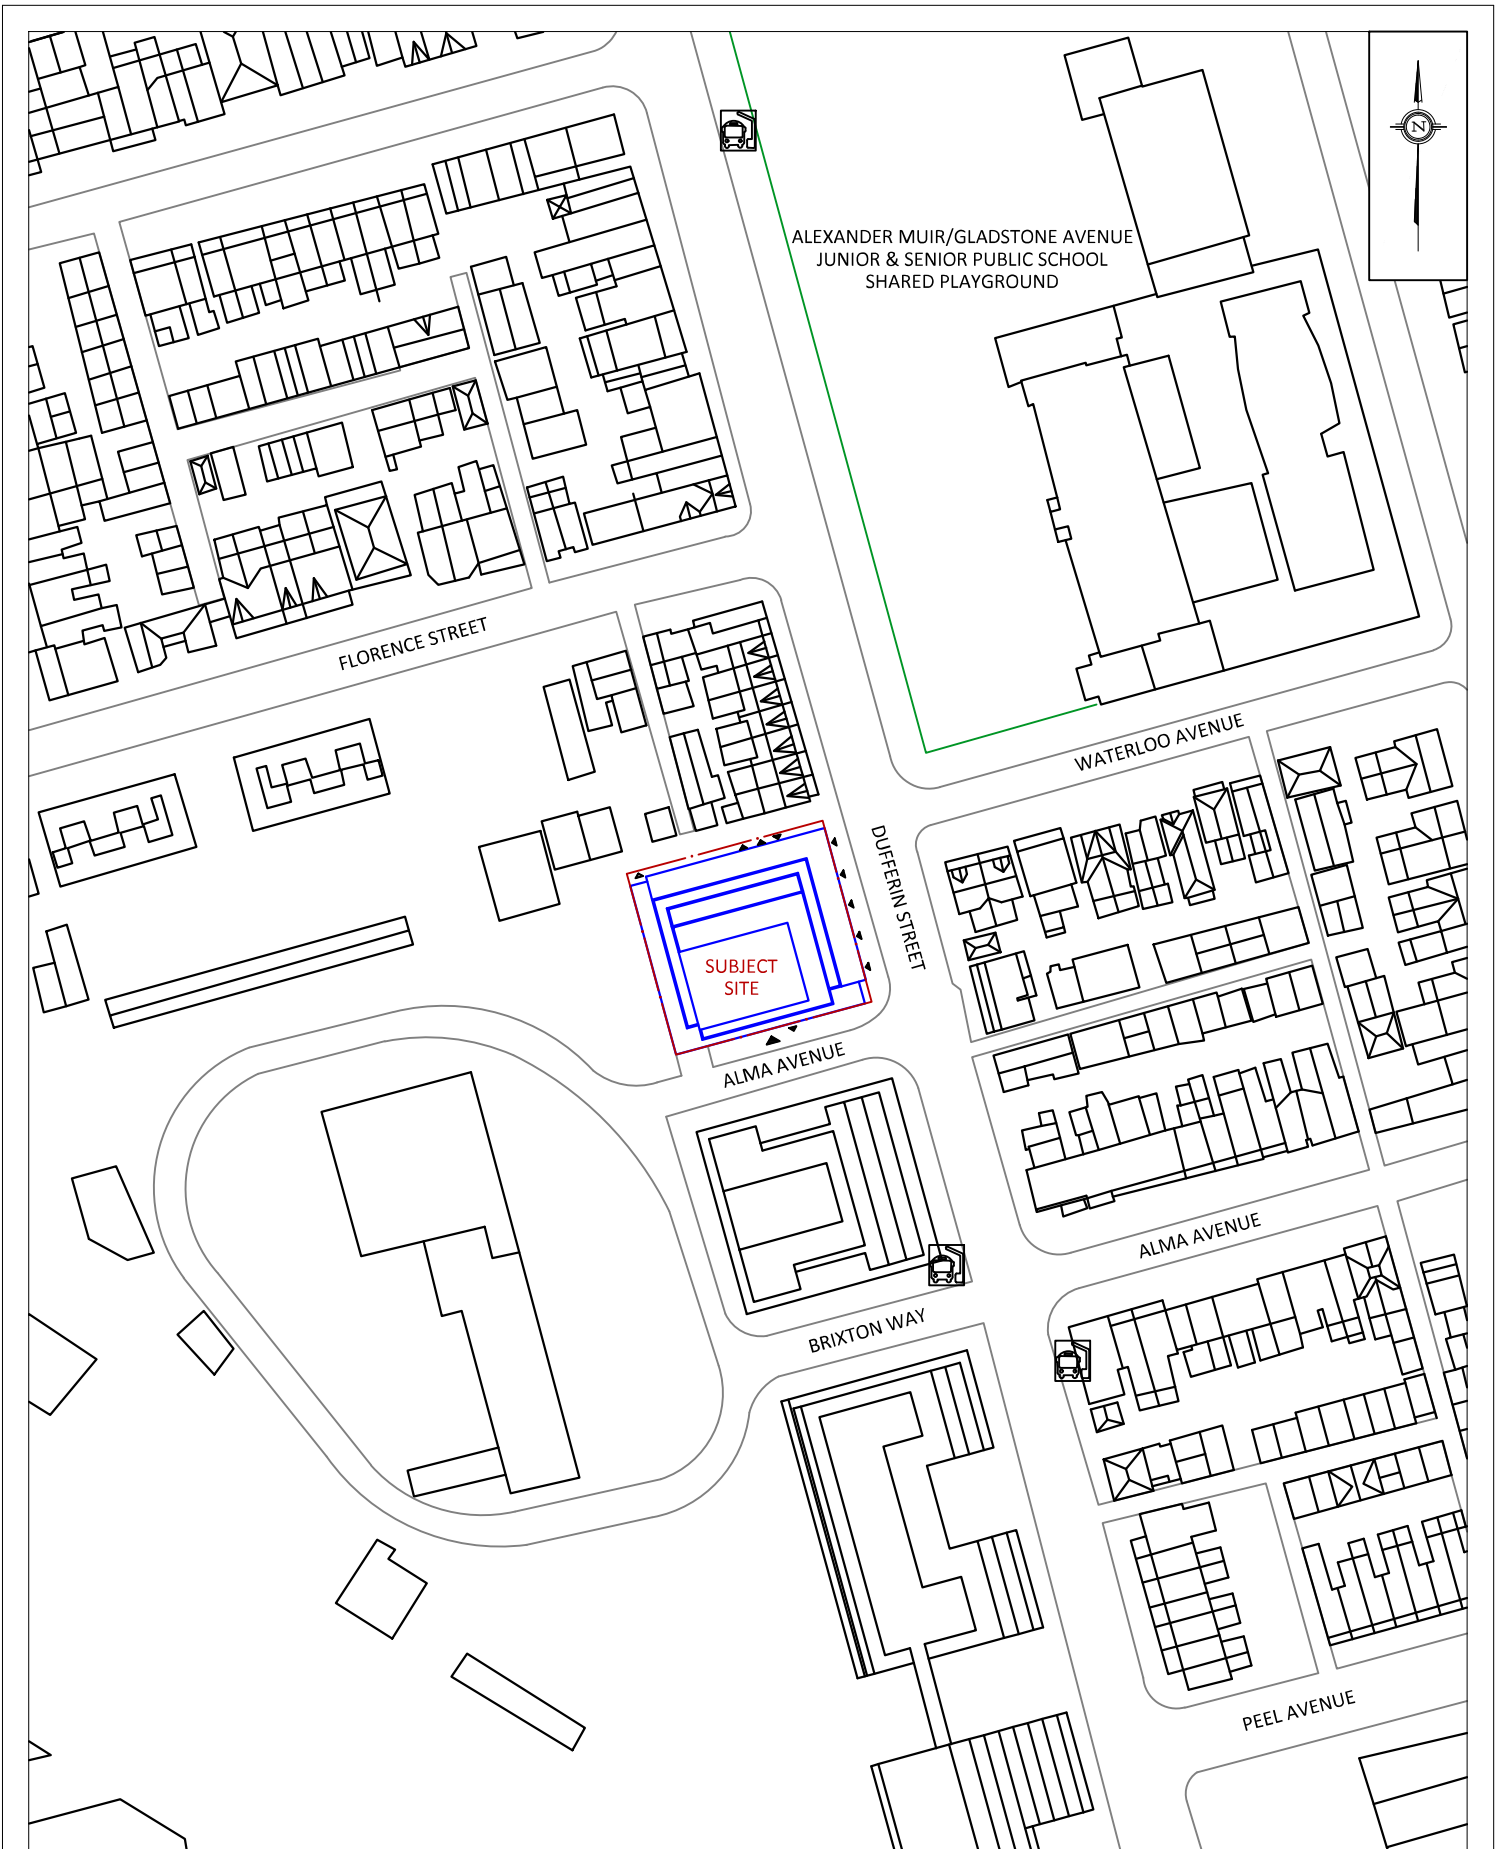 N
ALEXANDER MUIR/GLADSTONE AVENUE
JUNIOR & SENIOR PUBLIC SCHOOL
SHARED PLAYGROUND
FLORENCE STREET
WATERLOO AVENUE
DUFFERIN STREET
SUBJECT
SITE
ALMA AVENUE
ALMA AVENUE
BRIXTON WAY
PEEL AVENUE